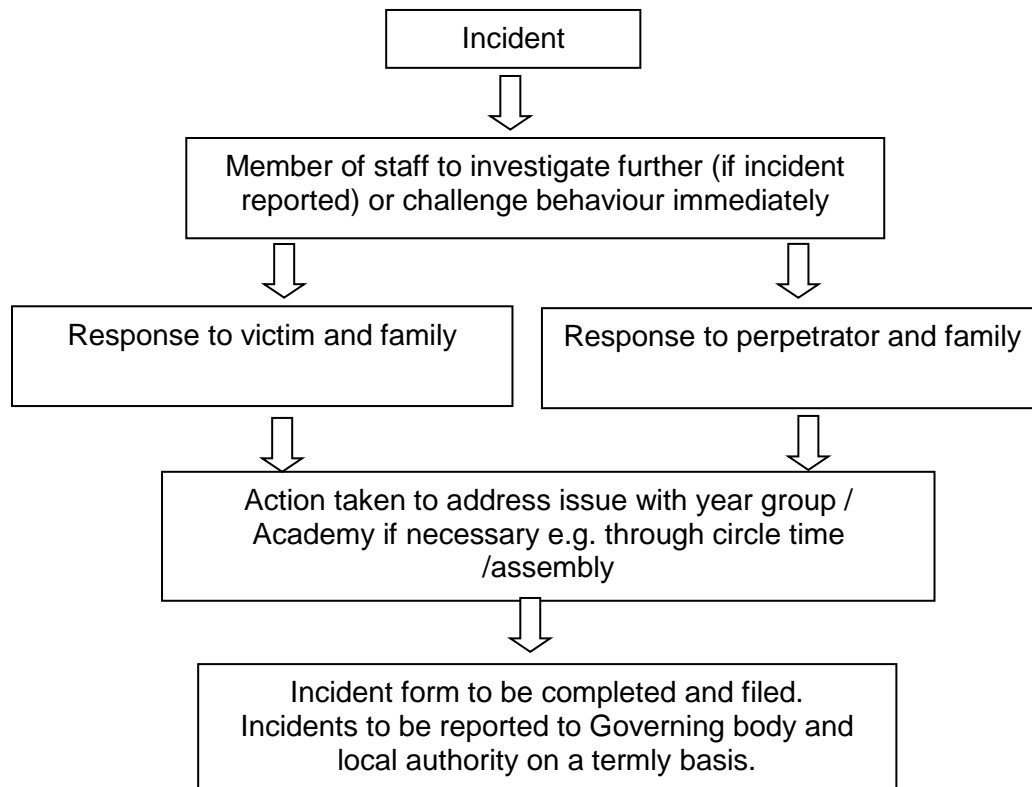 Incident
Member of staff to investigate further (if incident
reported) or challenge behaviour immediately
Response to victim and family
Response to perpetrator and family
Action taken to address issue with year group /
Academy if necessary e.g. through circle time
/assembly
Incident form to be completed and filed.
Incidents to be reported to Governing body and
local authority on a termly basis.